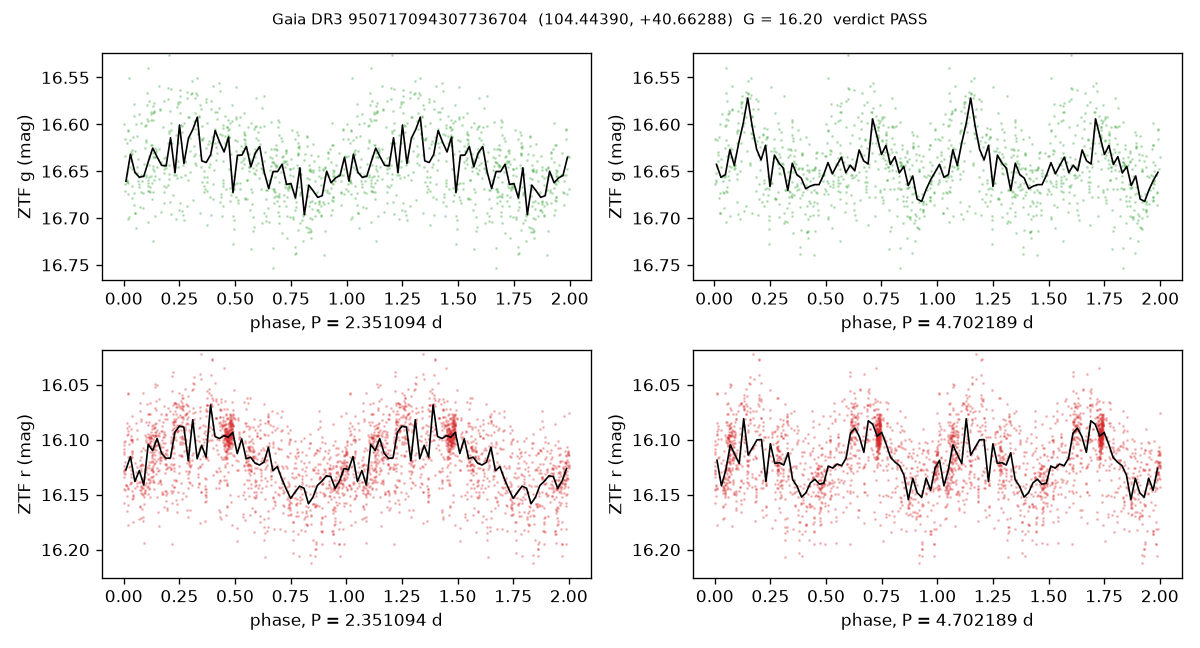 Gaia DR3 950717094307736704  (104.44390, +40.66288)  G = 16.20  verdict PASS
ZTF g (mag)
16.55
16.60
16.65
16.70
16.75
0.00 0.25 0.50 0.75 1.00 1.25 1.50 1.75 2.00
phase, P = 2.351094 d
ZTF g (mag)
16.55
16.60
16.65
16.70
16.75
0.00 0.25 0.50 0.75 1.00 1.25 1.50 1.75 2.00
phase, P = 4.702189 d
ZTF r (mag)
16.05
16.10
16.15
16.20
0.00 0.25 0.50 0.75 1.00 1.25 1.50 1.75 2.00
phase, P = 2.351094 d
ZTF r (mag)
16.05
16.10
16.15
16.20
0.00 0.25 0.50 0.75 1.00 1.25 1.50 1.75 2.00
phase, P = 4.702189 d